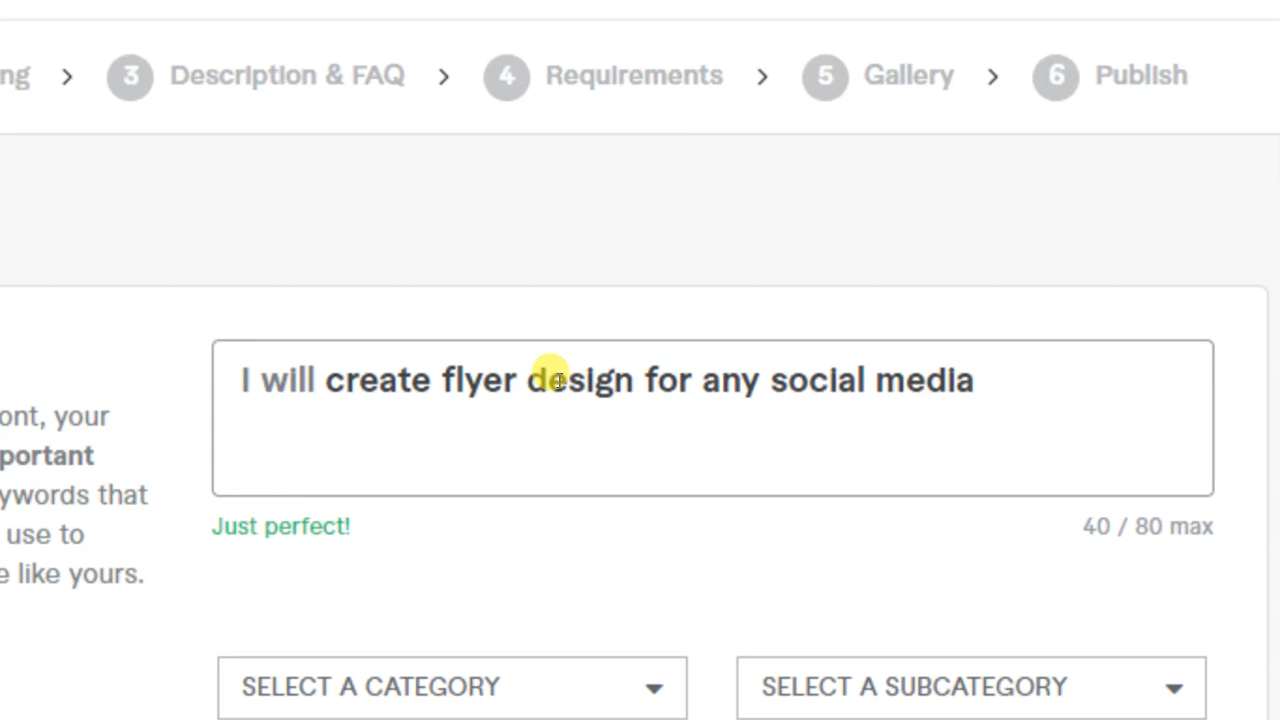 ng > 3 Description & FAQ > 4 Requirements > 5 Gallery > 6 Publish
I will create flyer design for any social media
ont, your
portant
ywords that
use to
e like yours.
Just perfect! 40 / 80 max
SELECT A CATEGORY SELECT A SUBCATEGORY